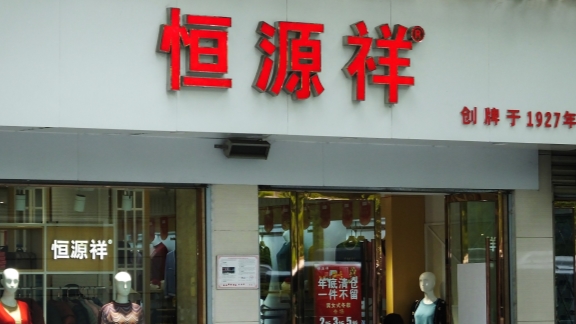 恒源祥®
创牌于1927年
恒源祥®
年底清仓
一件不留